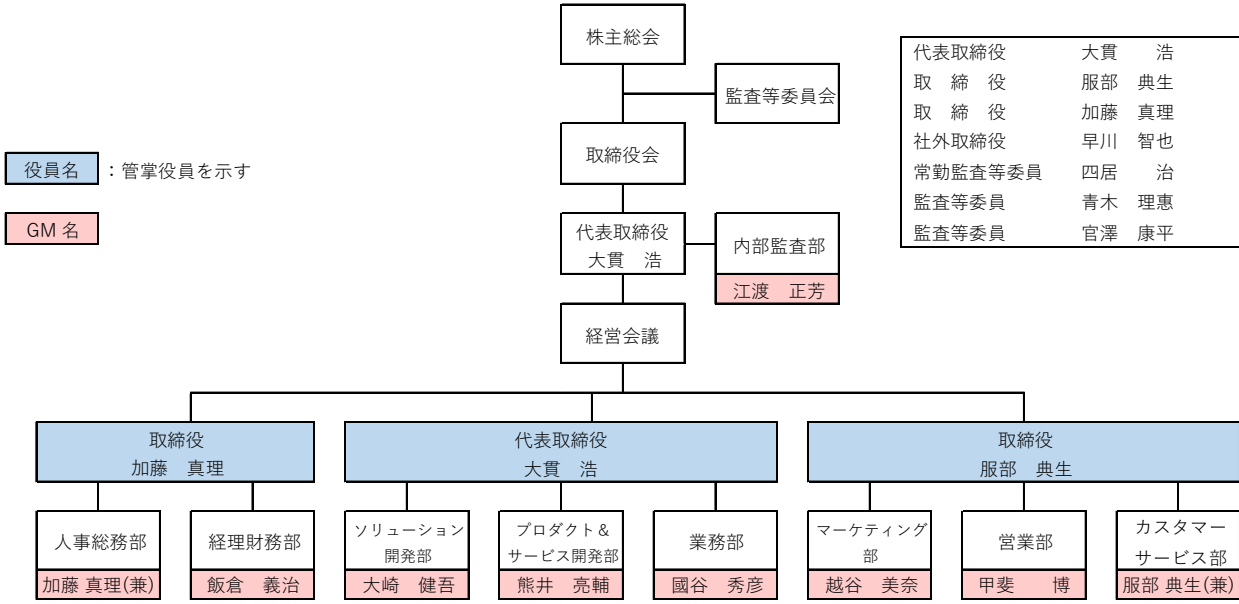 株主総会
監査等委員会
取締役会
代表取締役
大貫　浩
内部監査部
江渡　正芳
経営会議
役員名 ：管掌役員を示す
GM 名
代表取締役　大貫　　浩
取　締　役　服部　典生
取　締　役　加藤　真理
社外取締役　早川　智也
常勤監査等委員　四居　　治
監査等委員　青木　理恵
監査等委員　官澤　康平
取締役
加藤　真理
代表取締役
大貫　浩
取締役
服部　典生
人事総務部
加藤 真理(兼)
経理財務部
飯倉　義治
ソリューション
開発部
大崎　健吾
プロダクト＆
サービス開発部
熊井　亮輔
業務部
國谷　秀彦
マーケティング
部
越谷　美奈
営業部
甲斐　　博
カスタマー
サービス部
服部 典生(兼)